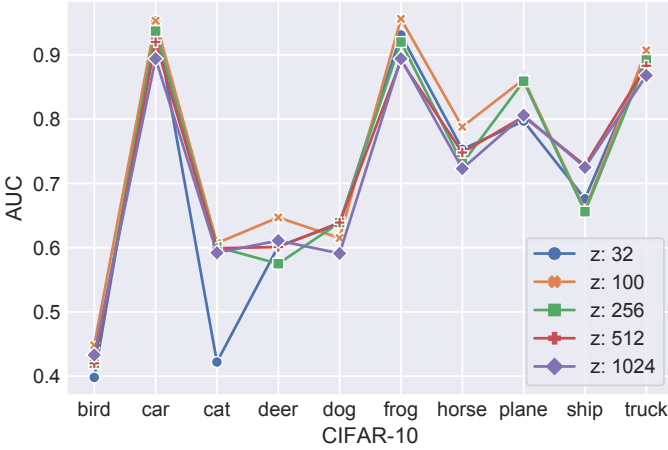 AUC
0.9
0.8
0.7
0.6
0.5
0.4
z: 32
z: 100
z: 256
z: 512
z: 1024
bird car cat deer dog frog horse plane ship truck
CIFAR-10